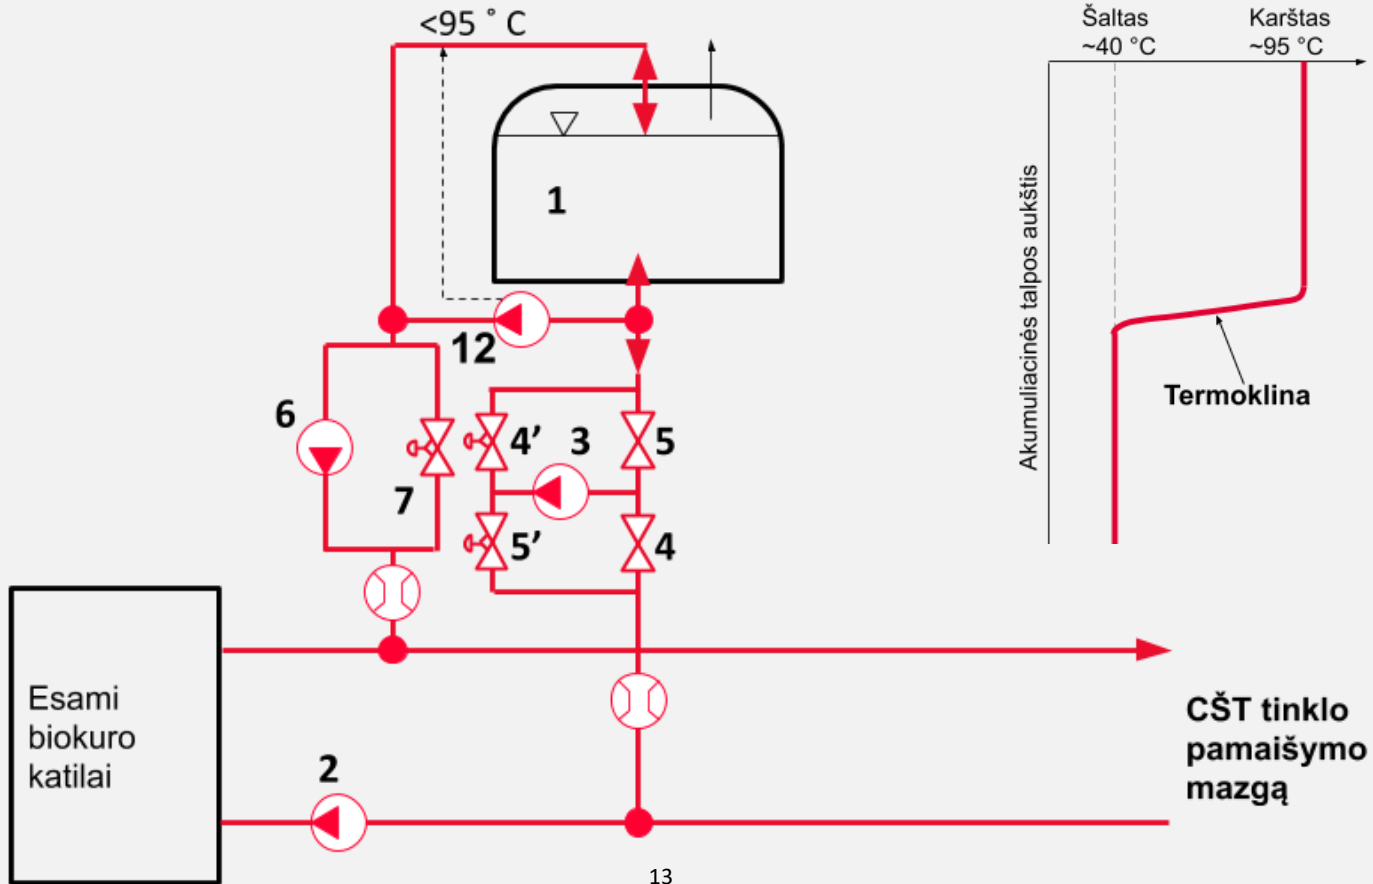 <95 ° C
Šaltas
~40 °C
Karštas
~95 °C
1
Akumuliacinės talpos aukštis
12
Termoklina
6
4’
3
5
7
5’
4
Esami
biokuro
katilai
2
CŠT tinklo
pamaišymo
mazgą
13